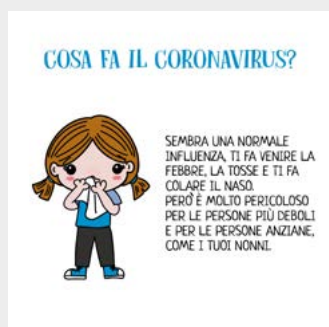 COSA FA IL CORONAVIRUS?
SEMBRA UNA NORMALE
INFLUENZA, TI FA VENIRE LA
FEBBRE, LA TOSSE E TI FA
COLARE IL NASO.
PERÒ È MOLTO PERICOLOSO
PER LE PERSONE PIÙ DEBOLI
E PER LE PERSONE ANZIANE,
COME I TUOI NONNI.